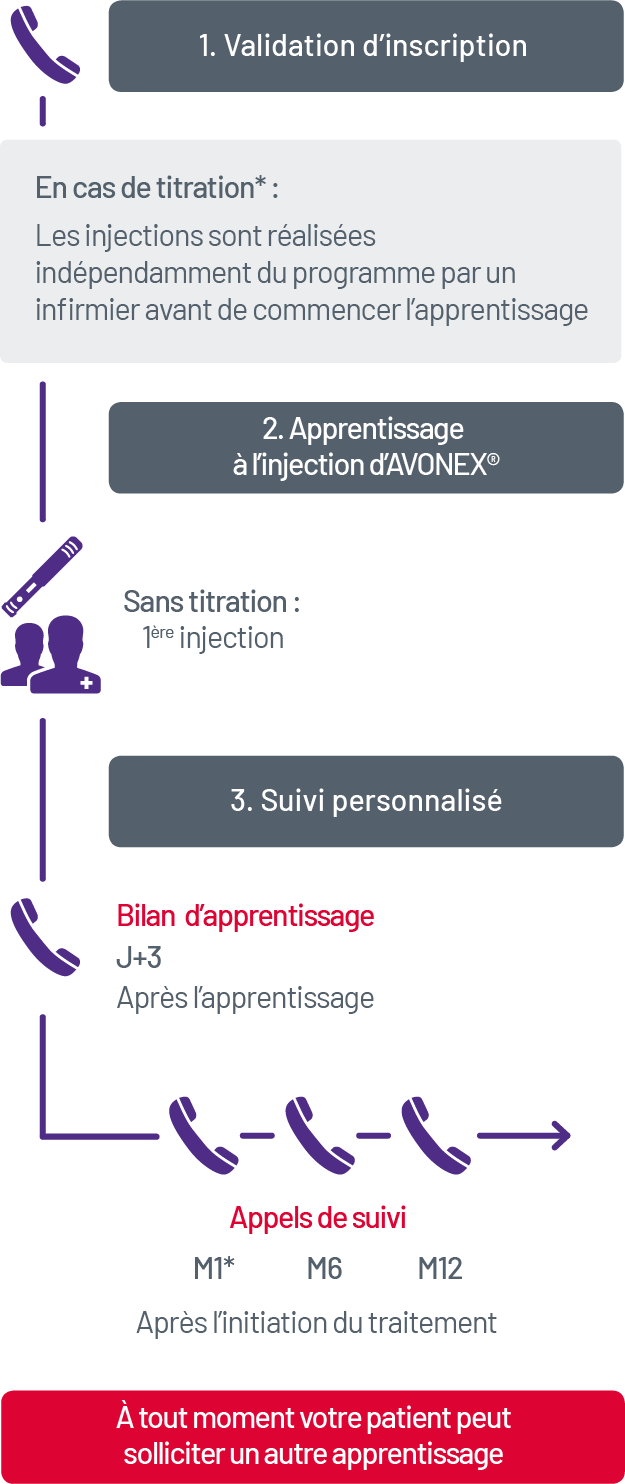 1. Validation d’inscription
En cas de titration* :
Les injections sont réalisées
indépendamment du programme par un
infirmier avant de commencer l’apprentissage
2. Apprentissage
à l’injection d’AVONEX®
Sans titration :
1ère injection
3. Suivi personnalisé
Bilan d’apprentissage
J+3
Après l’apprentissage
Appels de suivi
M1* M6 M12
Après l’initiation du traitement
À tout moment votre patient peut
solliciter un autre apprentissage